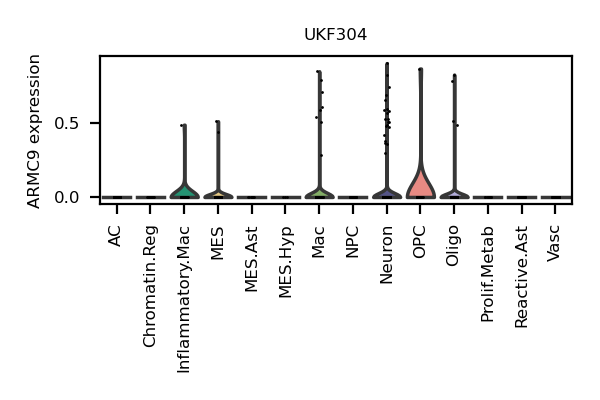 UKF304
ARMC9 expression
0.5
0.0
AC
Chromatin.Reg
Inflammatory.Mac
MES
MES.Ast
MES.Hyp
Mac
NPC
Neuron
OPC
Oligo
Prolif.Metab
Reactive.Ast
Vasc